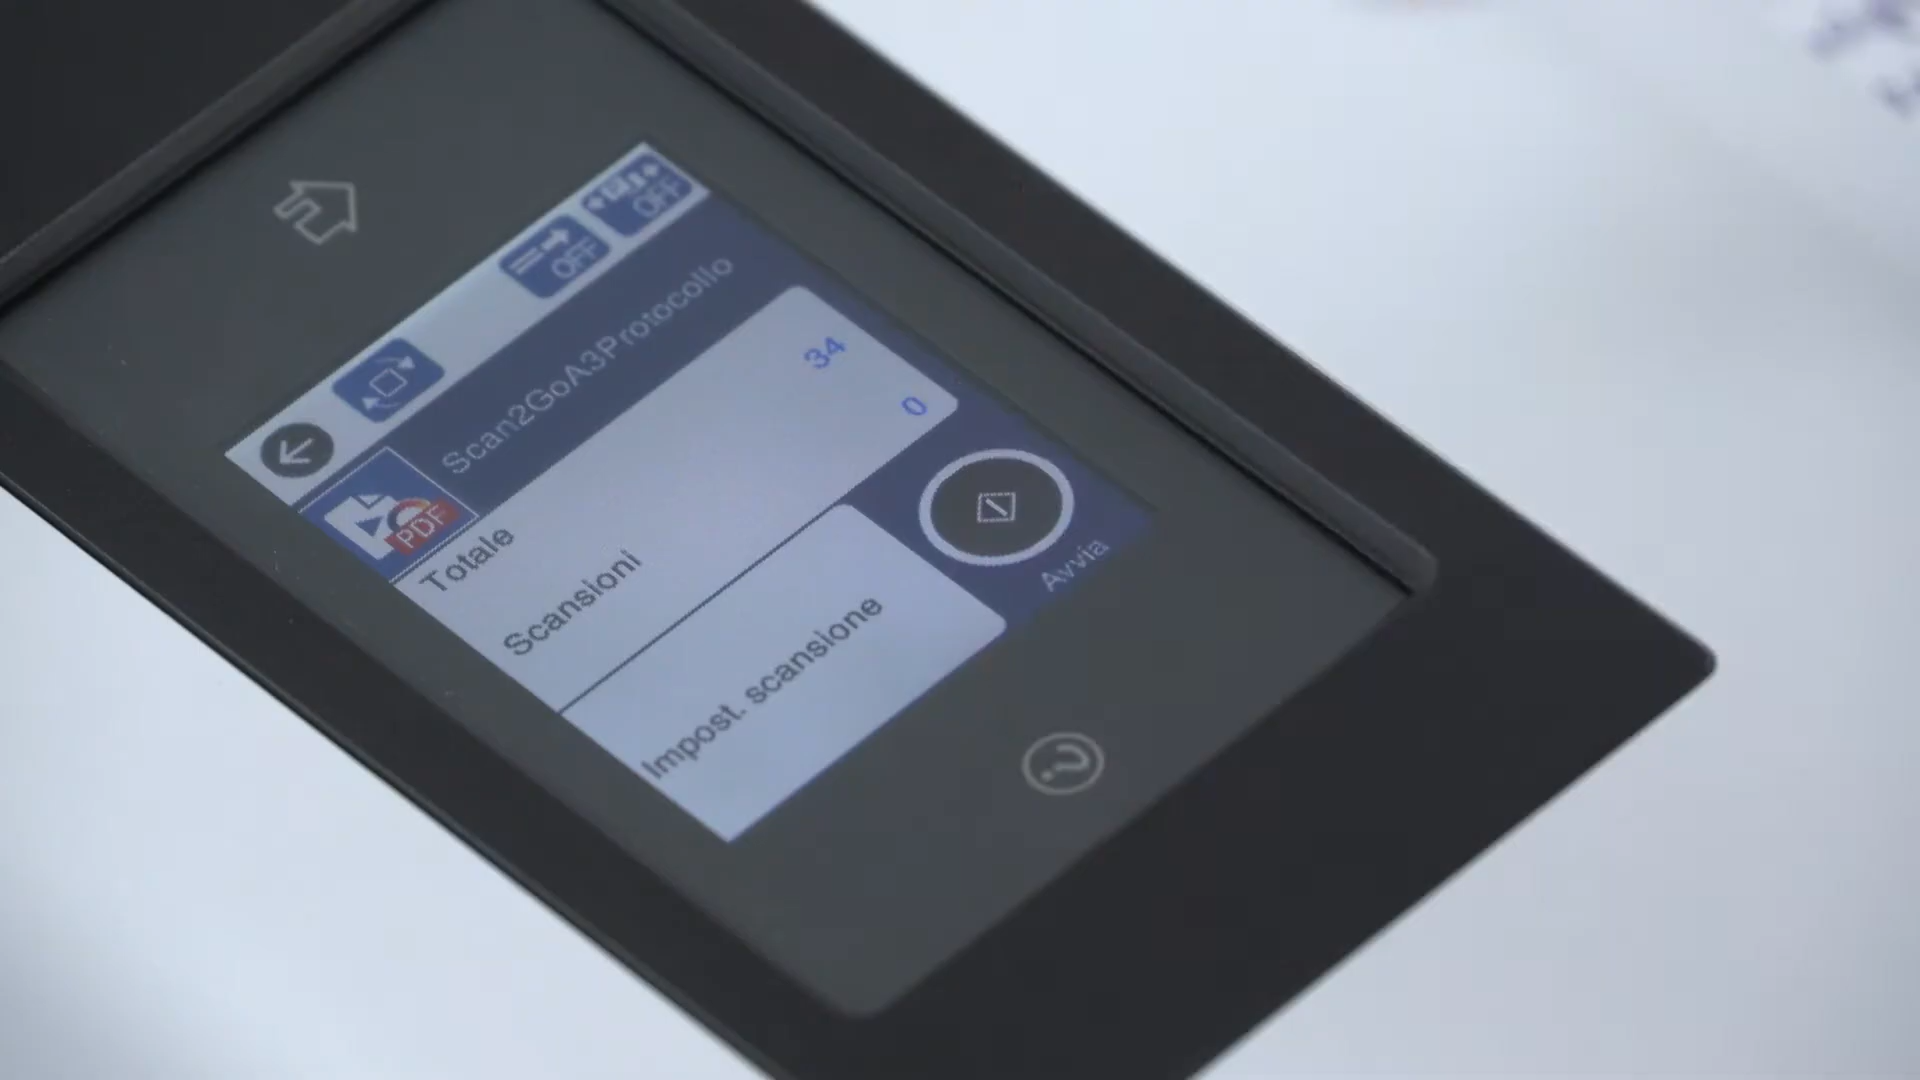 OFF
OFF
PDF
Scan2GoA3Protocollo
Totale 34
Scansioni 0
Impost. scansione
Avvia